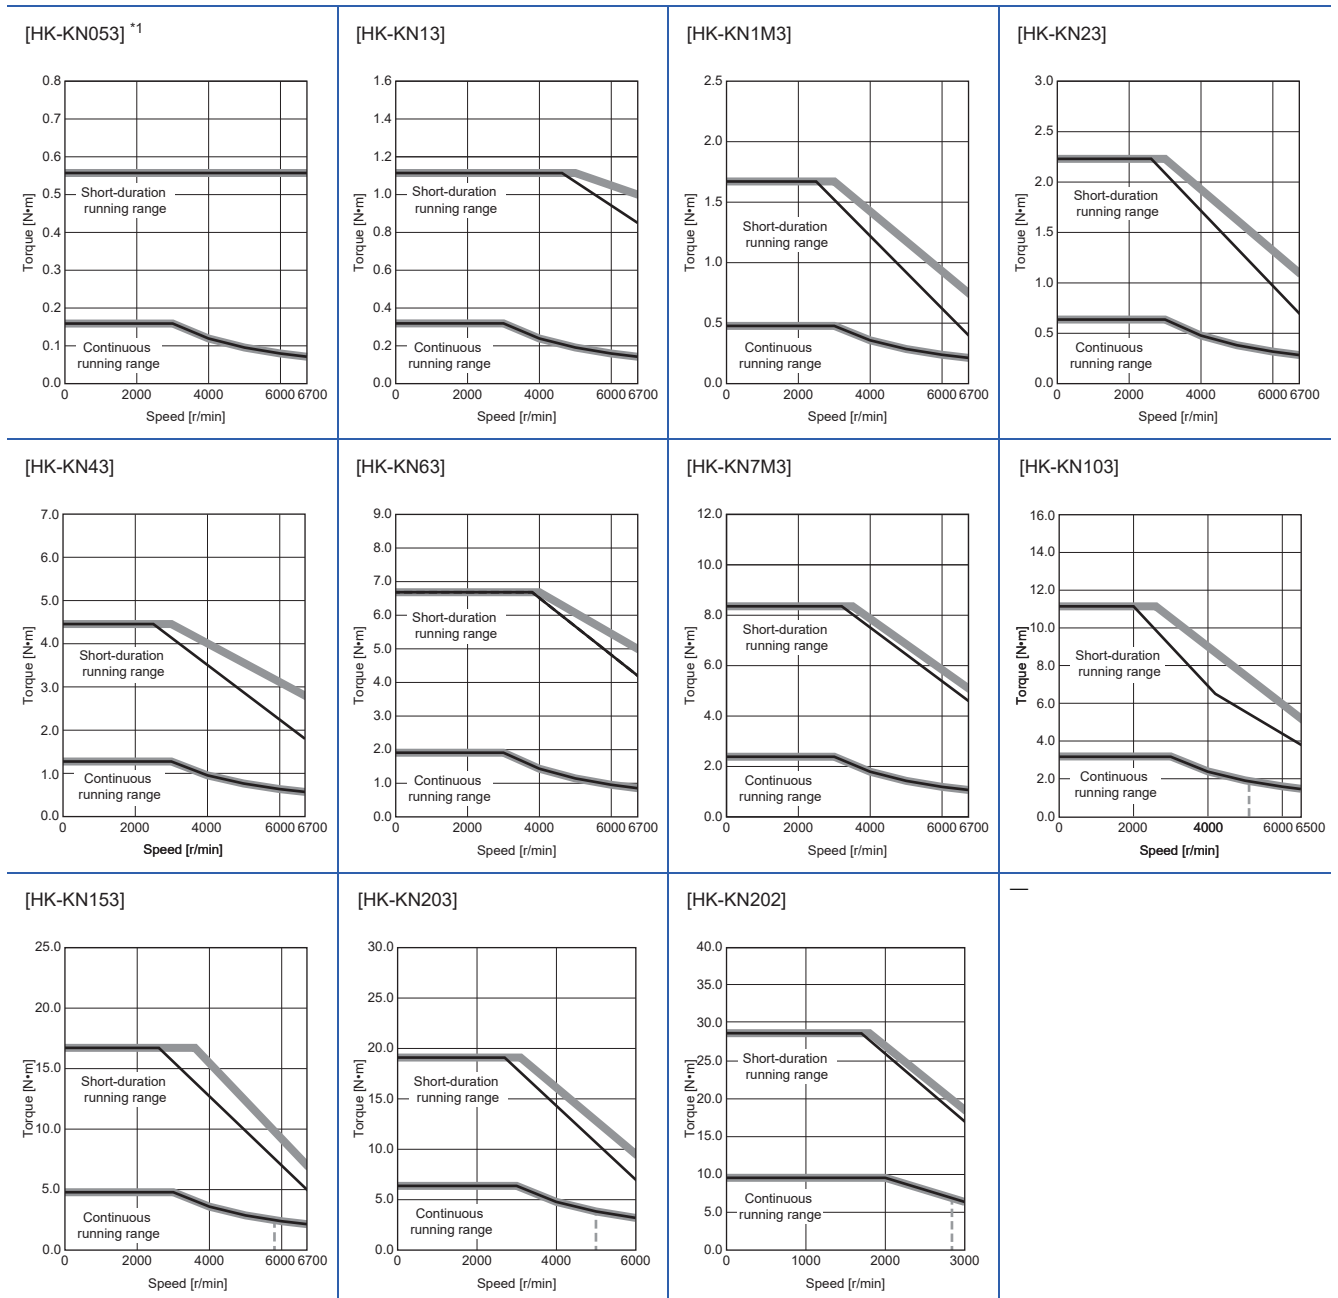 [HK-KN053] *1
0.8
0.7
0.6
0.5
0.4
0.3
0.2
0.1
0.0
Torque [N•m]
Short-duration
running range
Continuous
running range
0 2000 4000 6000 6700
Speed [r/min]
[HK-KN13]
1.6
1.4
1.2
1.0
0.8
0.6
0.4
0.2
0.0
Torque [N•m]
Short-duration
running range
Continuous
running range
0 2000 4000 6000 6700
Speed [r/min]
[HK-KN1M3]
2.5
2.0
1.5
1.0
0.5
0.0
Torque [N•m]
Short-duration
running range
Continuous
running range
0 2000 4000 6000 6700
Speed [r/min]
[HK-KN23]
3.0
2.5
2.0
1.5
1.0
0.5
0.0
Torque [N•m]
Short-duration
running range
Continuous
running range
0 2000 4000 6000 6700
Speed [r/min]
[HK-KN43]
7.0
6.0
5.0
4.0
3.0
2.0
1.0
0.0
Torque [N•m]
Short-duration
running range
Continuous
running range
0 2000 4000 6000 6700
Speed [r/min]
[HK-KN63]
9.0
8.0
7.0
6.0
5.0
4.0
3.0
2.0
1.0
0.0
Torque [N•m]
Short-duration
running range
Continuous
running range
0 2000 4000 6000 6700
Speed [r/min]
[HK-KN7M3]
12.0
10.0
8.0
6.0
4.0
2.0
0.0
Torque [N•m]
Short-duration
running range
Continuous
running range
0 2000 4000 6000 6700
Speed [r/min]
[HK-KN103]
16.0
14.0
12.0
10.0
8.0
6.0
4.0
2.0
0.0
Torque [N•m]
Short-duration
running range
Continuous
running range
0 2000 4000 6000 6500
Speed [r/min]
[HK-KN153]
25.0
20.0
15.0
10.0
5.0
0.0
Torque [N•m]
Short-duration
running range
Continuous
running range
0 2000 4000 6000 6700
Speed [r/min]
[HK-KN203]
30.0
25.0
20.0
15.0
10.0
5.0
0.0
Torque [N•m]
Short-duration
running range
Continuous
running range
0 2000 4000 6000
Speed [r/min]
[HK-KN202]
40.0
35.0
30.0
25.0
20.0
15.0
10.0
5.0
0.0
Torque [N•m]
Short-duration
running range
Continuous
running range
0 1000 2000 3000
Speed [r/min]
—